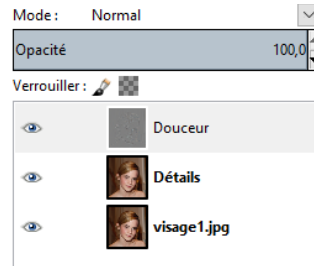 Mode : Normal
Opacité 100,0
Verrouiller :
Douceur
Détails
visage1.jpg